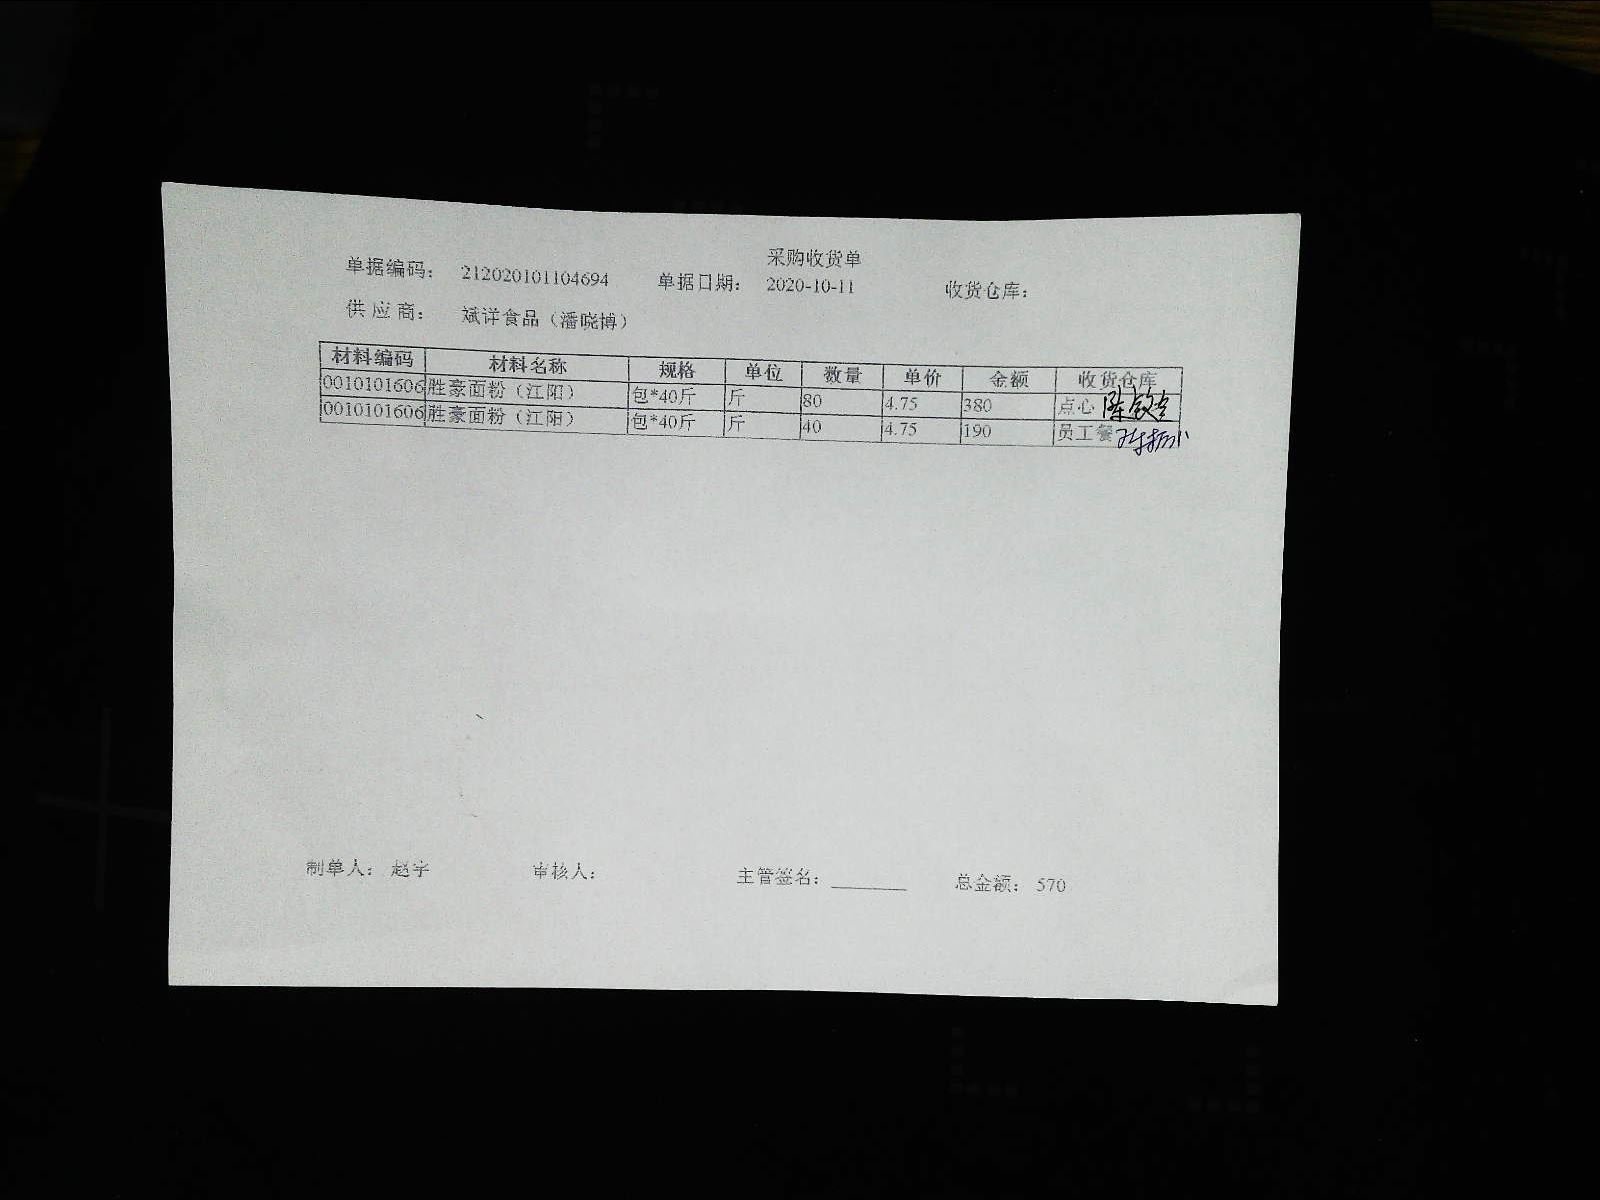 采购收货单
单据编码： 212020101104694 单据日期： 2020-10-11 收货仓库：
供 应 商： 斌详食品（潘晓博）
材料编码 材料名称 规格 单位 数量 单价 金额 收货仓库
0010101606 胜豪面粉（江阳） 包*40斤 斤 80 4.75 380 点心
0010101606 胜豪面粉（江阳） 包*40斤 斤 40 4.75 190 员工餐
制单人： 赵宇 审核人： 主管签名：________ 总金额： 570